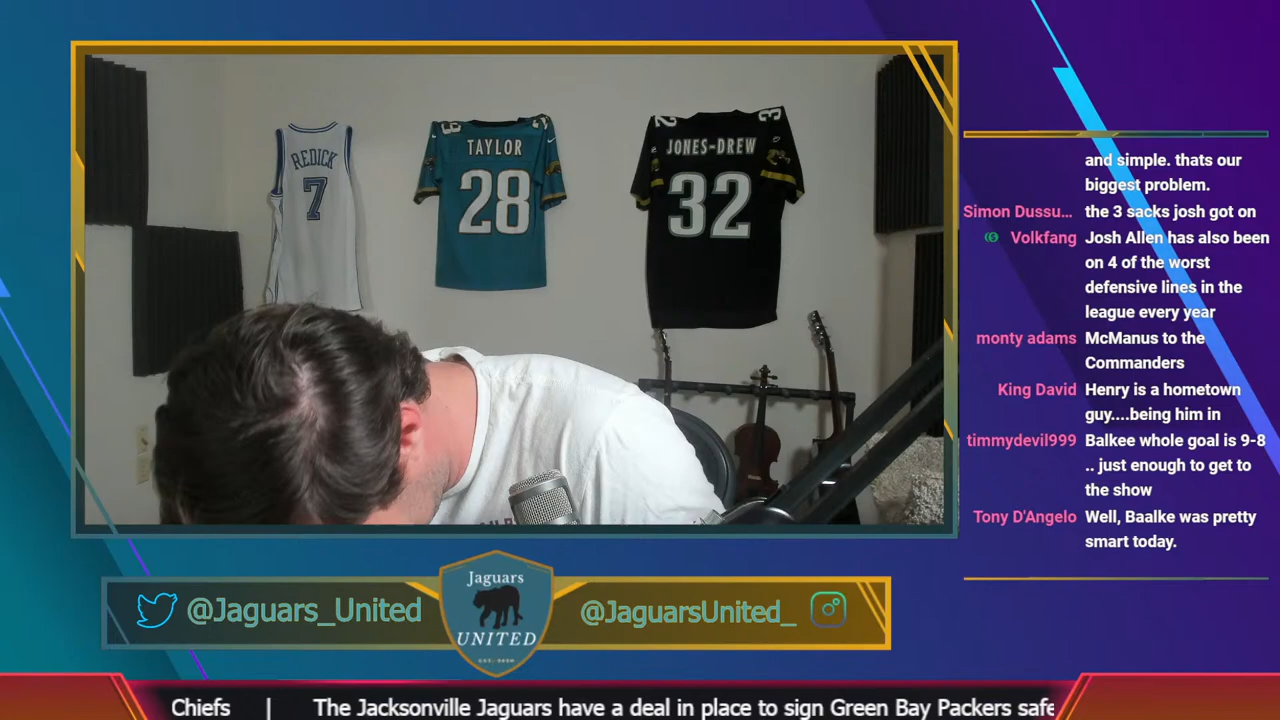 REDICK
7
TAYLOR
28
JONES-DREW
32
and simple. thats our
biggest problem.
Simon Dussu... the 3 sacks josh got on
Volkfang Josh Allen has also been
on 4 of the worst
defensive lines in the
league every year
monty adams McManus to the
Commanders
King David Henry is a hometown
guy....being him in
timmydevil999 Balkee whole goal is 9-8
.. just enough to get to
the show
Tony D'Angelo Well, Baalke was pretty
smart today.
@Jaguars_United
Jaguars
UNITED
@JaguarsUnited_
Chiefs | The Jacksonville Jaguars have a deal in place to sign Green Bay Packers safe